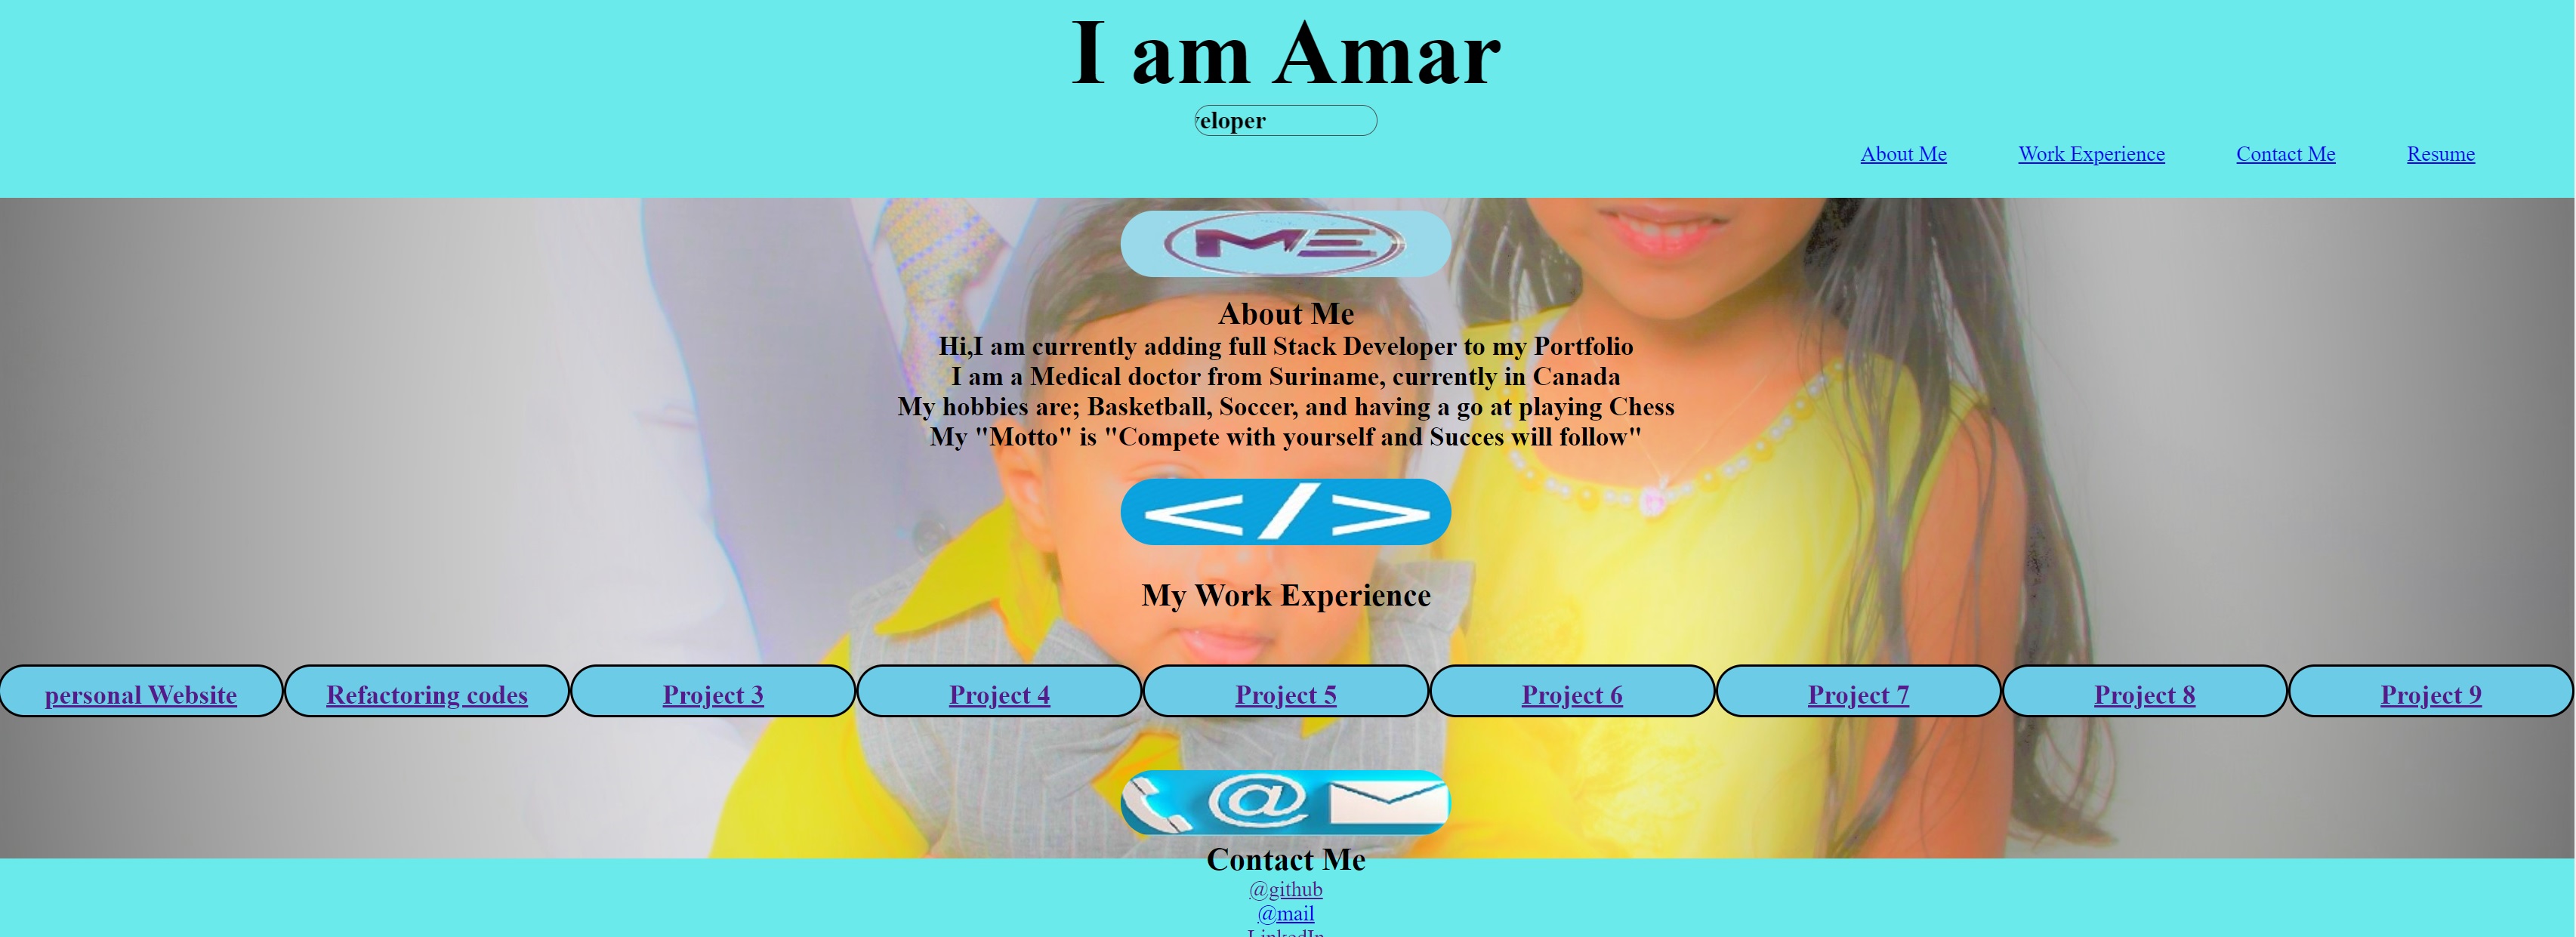 I am Amar
eloper
About Me Work Experience Contact Me Resume
ME
About Me
Hi,I am currently adding full Stack Developer to my Portfolio
I am a Medical doctor from Suriname, currently in Canada
My hobbies are; Basketball, Soccer, and having a go at playing Chess
My "Motto" is "Compete with yourself and Succes will follow"
</>
My Work Experience
personal Website Refactoring codes Project 3 Project 4 Project 5 Project 6 Project 7 Project 8 Project 9
@
Contact Me
@github
@mail
LinkedIn